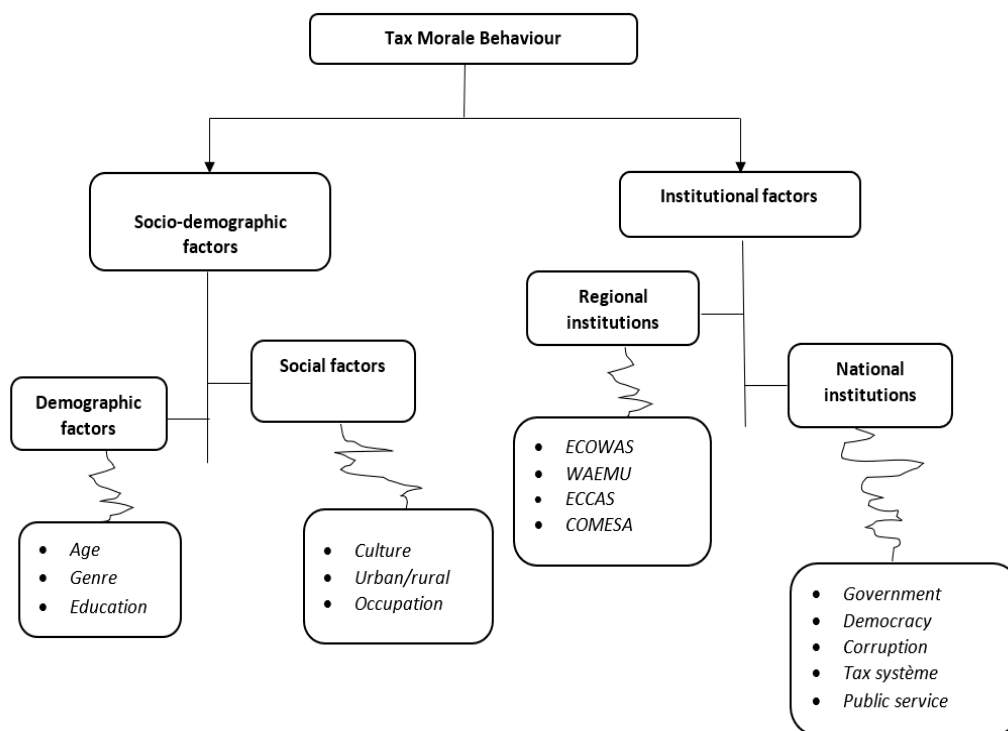 Tax Morale Behaviour
Socio-demographic
factors
Institutional factors
Regional
institutions
Social factors
National
institutions
Demographic
factors
• ECOWAS
• WAEMU
• ECCAS
• COMESA
• Age
• Genre
• Education
• Culture
• Urban/rural
• Occupation
• Government
• Democracy
• Corruption
• Tax système
• Public service